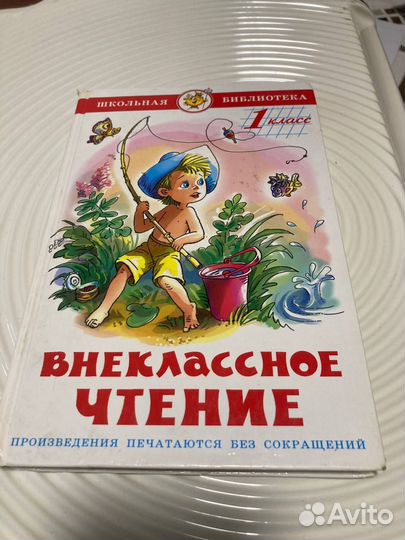 ШКОЛЬНАЯ БИБЛИОТЕКА
1 класс
ВНЕКЛАССНОЕ
ЧТЕНИЕ
ПРОИЗВЕДЕНИЯ ПЕЧАТАЮТСЯ БЕЗ СОКРАЩЕНИЙ
Avito